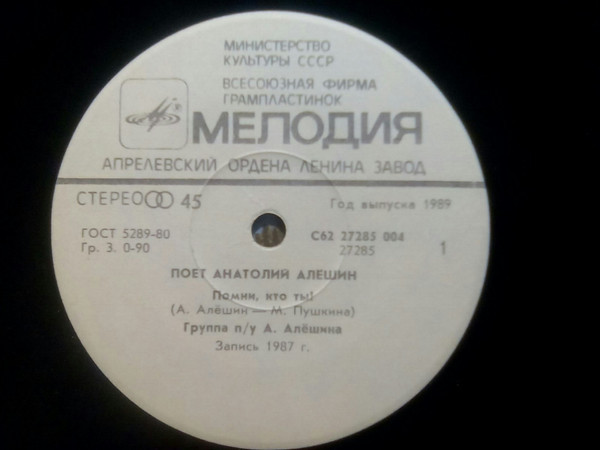 МИНИСТЕРСТВО
КУЛЬТУРЫ СССР
ВСЕСОЮЗНАЯ ФИРМА
ГРАМПЛАСТИНОК
МЕЛОДИЯ
АПРЕЛЕВСКИЙ ОРДЕНА ЛЕНИНА ЗАВОД
СТЕРЕО 45
Год выпуска 1989
ГОСТ 5289-80
Гр. 3. 0-90
С62 27285 004
27285
1
ПОЕТ АНАТОЛИЙ АЛЕШИН
Помни, кто ты!
(А. Алёшин — М. Пушкина)
Группа п/у А. Алёшина
Запись 1987 г.